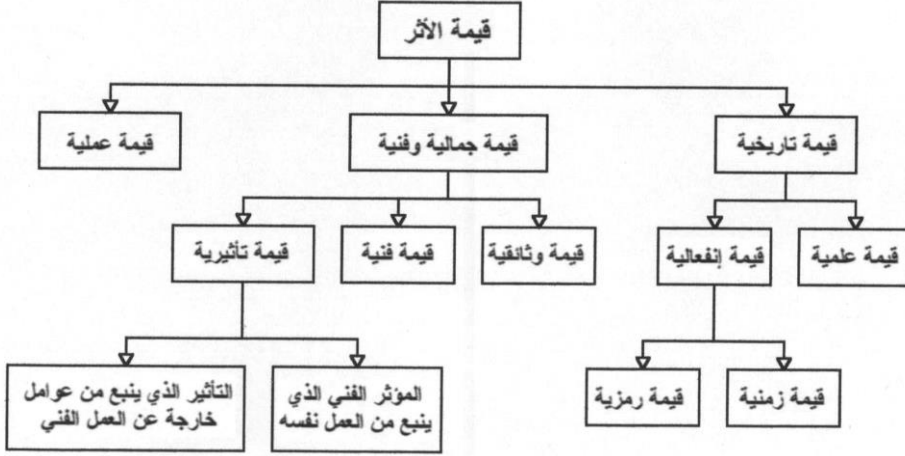 قيمة الأثر
قيمة تاريخية
قيمة جمالية وفنية
قيمة عملية
قيمة علمية
قيمة إنفعالية
قيمة وثائقية
قيمة فنية
قيمة تأثيرية
قيمة زمنية
قيمة رمزية
المؤثر الفني الذي
ينبع من العمل نفسه
التأثير الذي ينبع من عوامل
خارجة عن العمل الفني